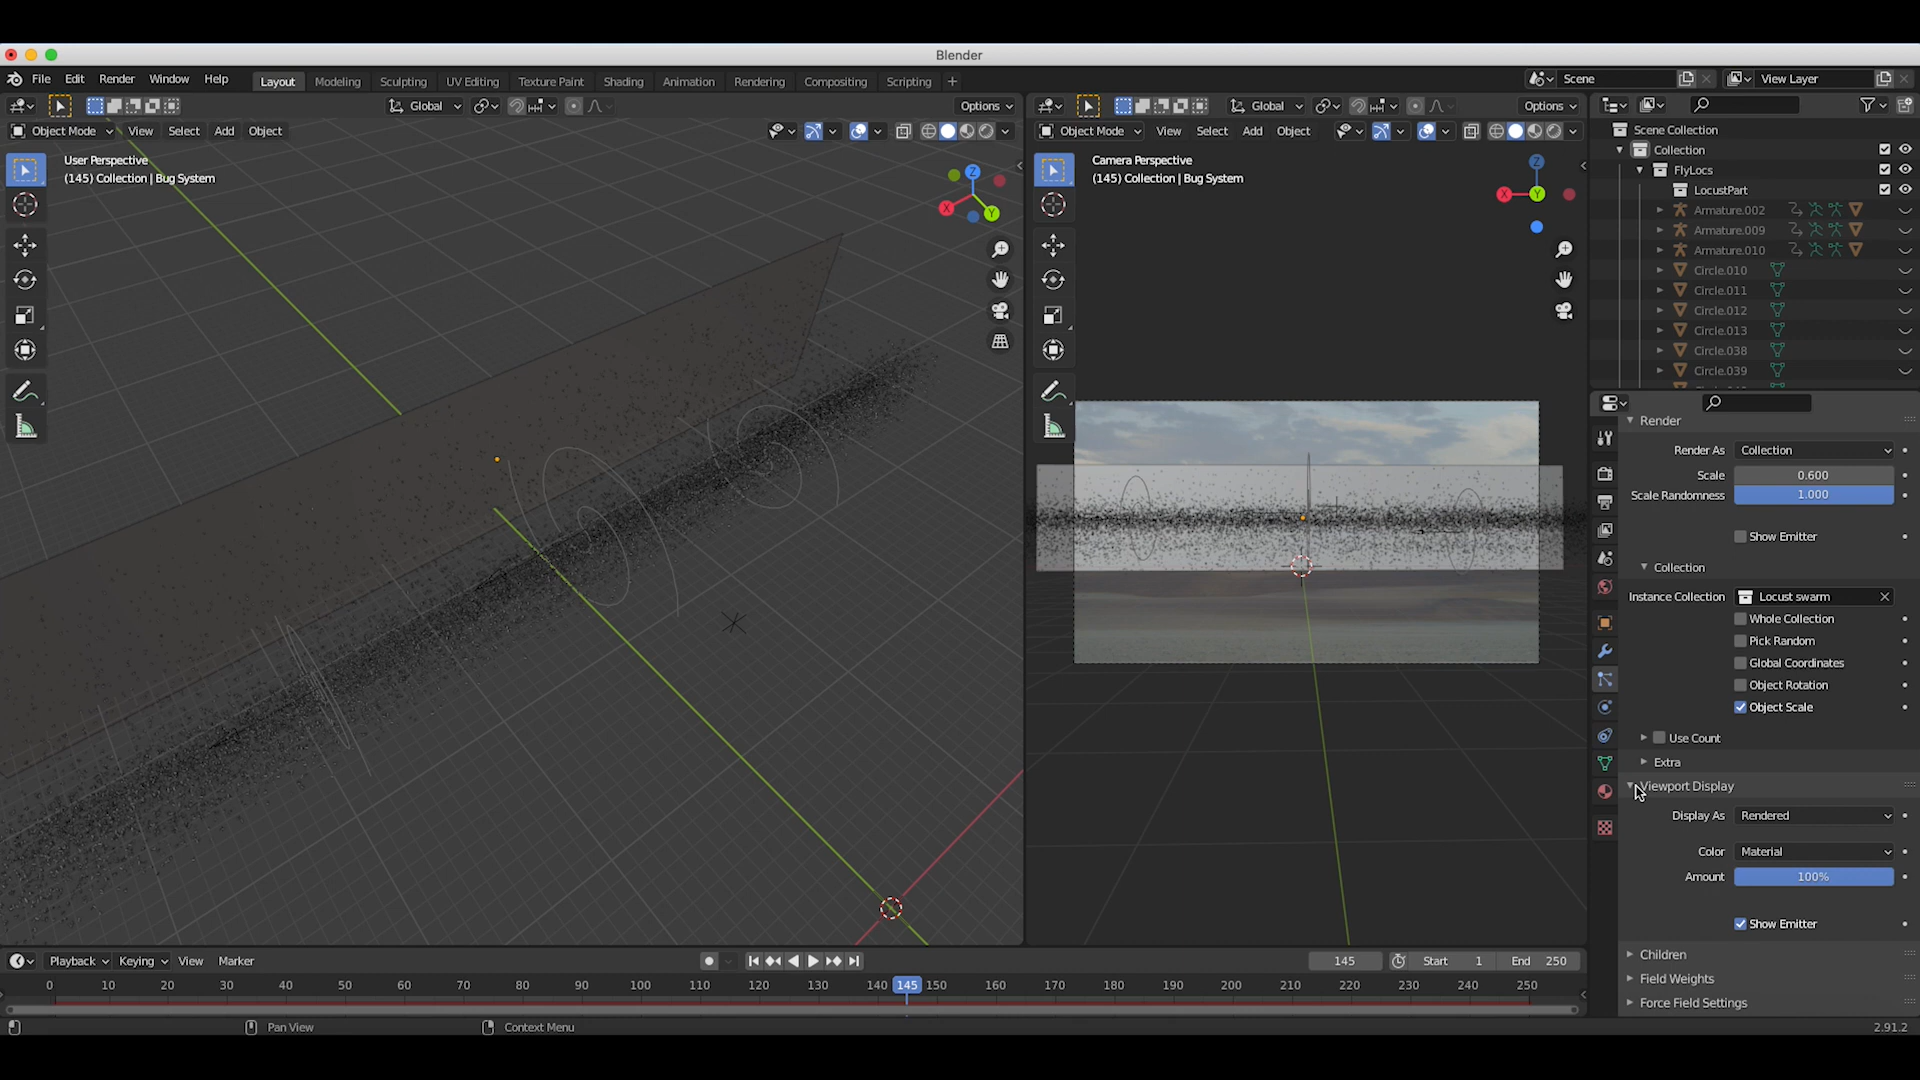 Blender
File Edit Render Window Help Layout Modeling Sculpting UV Editing Texture Paint Shading Animation Rendering Compositing Scripting + Scene View Layer
Global Options
Object Mode View Select Add Object
User Perspective
(145) Collection | Bug System
Z
X
Y
Global Options
Object Mode View Select Add Object
Camera Perspective
(145) Collection | Bug System
Z
X
Y
Scene Collection
Collection
FlyLocs
LocustPart
Armature.002
Armature.009
Armature.010
Circle.010
Circle.011
Circle.012
Circle.013
Circle.038
Circle.039
Render
Render As Collection
Scale 0.600
Scale Randomness 1.000
Show Emitter
Collection
Instance Collection Locust swarm
Whole Collection
Pick Random
Global Coordinates
Object Rotation
Object Scale
Use Count
Extra
Viewport Display
Display As Rendered
Color Material
Amount 100%
Show Emitter
Children
Field Weights
Force Field Settings
Playback Keying View Marker 145 Start 1 End 250
0 10 20 30 40 50 60 70 80 90 100 110 120 130 140 145 150 160 170 180 190 200 210 220 230 240 250
Pan View Context Menu 2.91.2